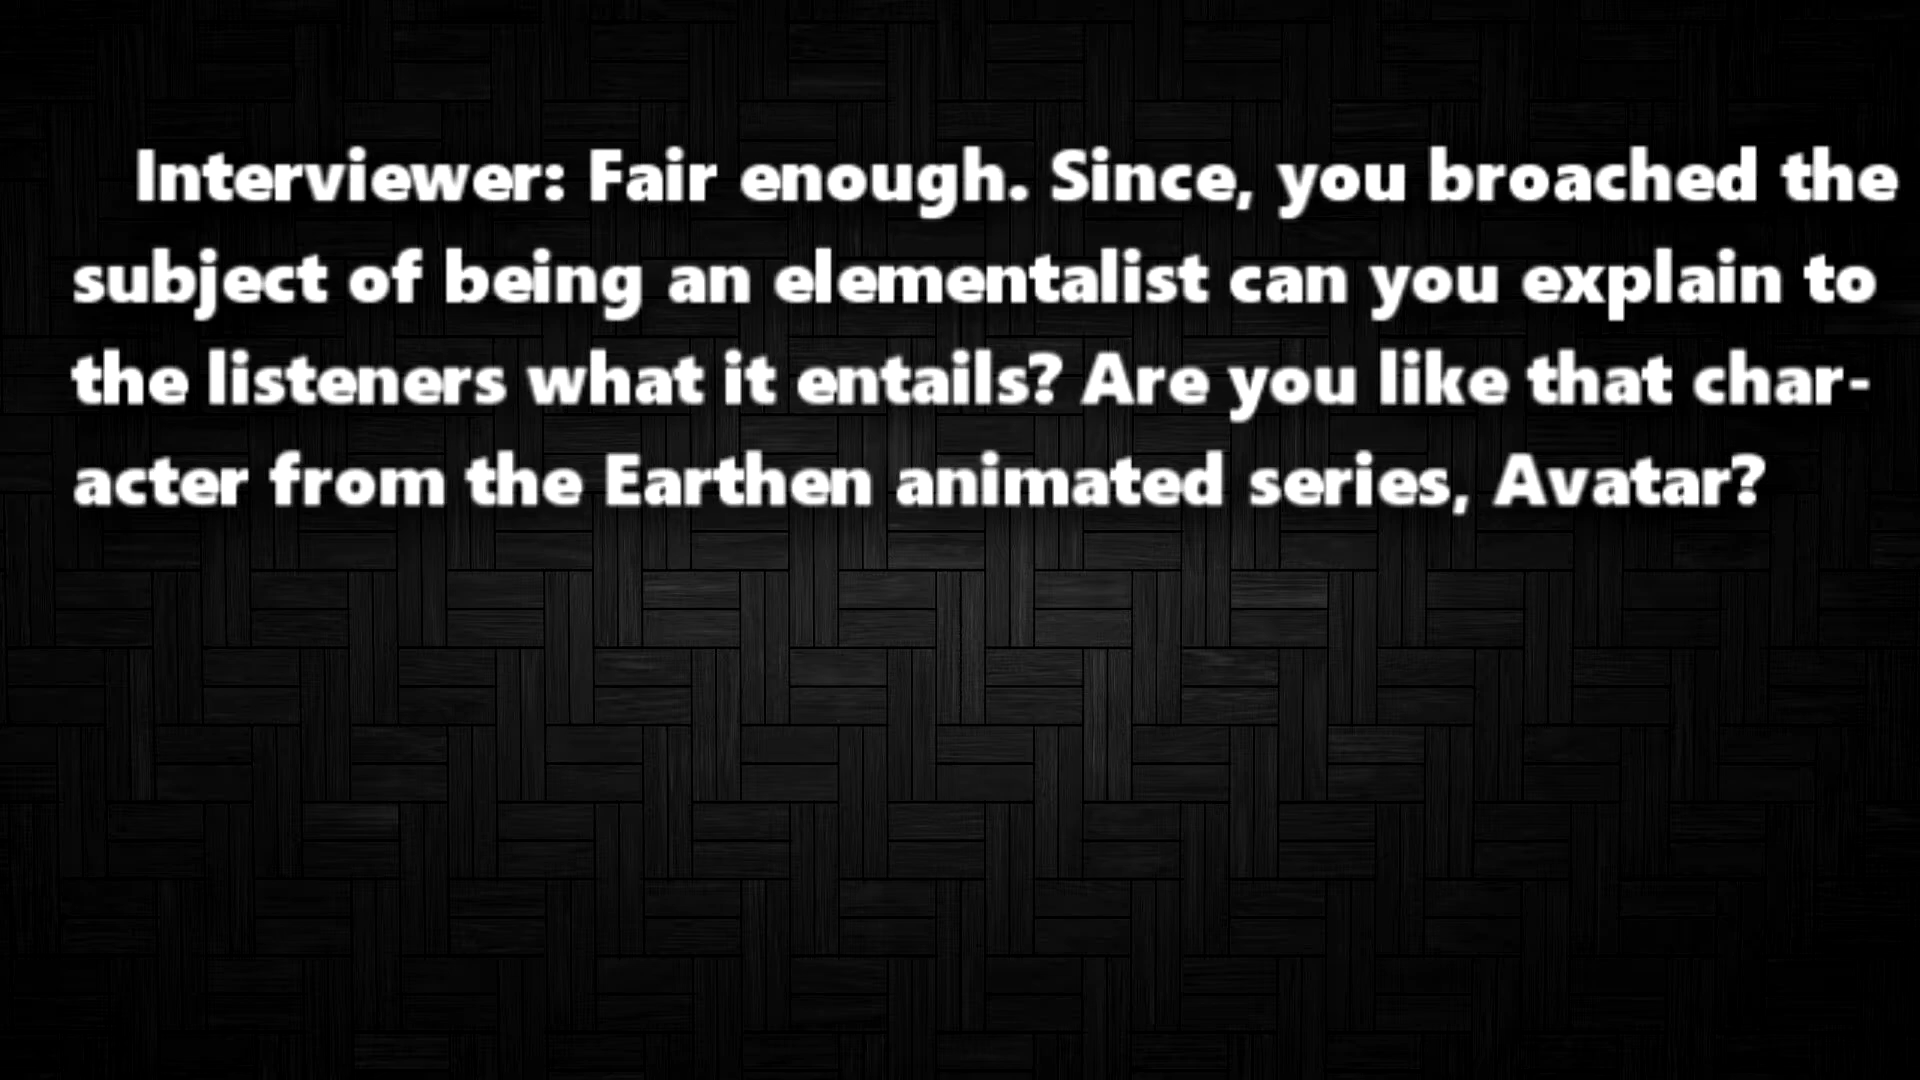 Interviewer: Fair enough. Since, you broached the
subject of being an elementalist can you explain to
the listeners what it entails? Are you like that char-
acter from the Earthen animated series, Avatar?